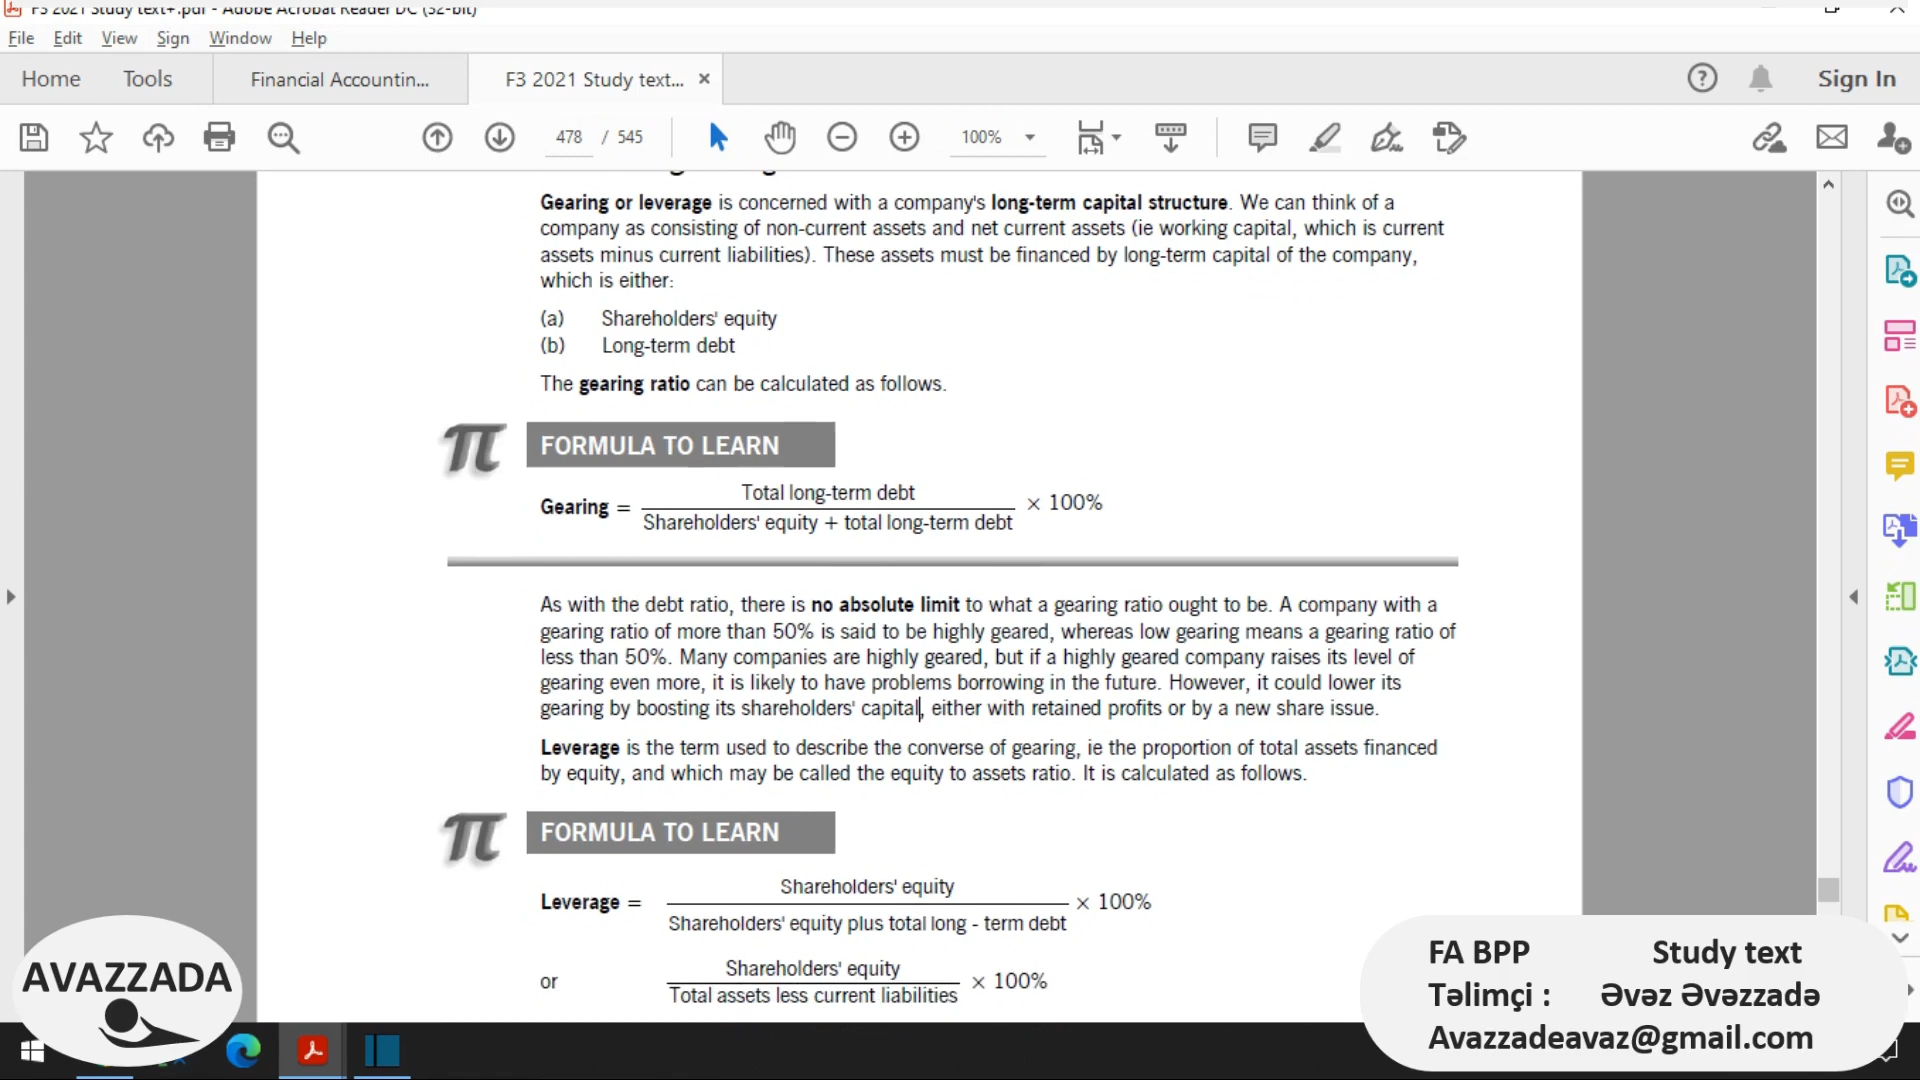 F3 2021 Study text+.pdf - Adobe Acrobat Reader DC (32-bit)
File Edit View Sign Window Help
Home Tools Financial Accountin... F3 2021 Study text... × Sign In
478 / 545 100%
Gearing or leverage is concerned with a company's long-term capital structure. We can think of a
company as consisting of non-current assets and net current assets (ie working capital, which is current
assets minus current liabilities). These assets must be financed by long-term capital of the company,
which is either:
(a) Shareholders' equity
(b) Long-term debt
The gearing ratio can be calculated as follows.
π FORMULA TO LEARN
Total long-term debt
Gearing = × 100%
Shareholders' equity + total long-term debt
As with the debt ratio, there is no absolute limit to what a gearing ratio ought to be. A company with a
gearing ratio of more than 50% is said to be highly geared, whereas low gearing means a gearing ratio of
less than 50%. Many companies are highly geared, but if a highly geared company raises its level of
gearing even more, it is likely to have problems borrowing in the future. However, it could lower its
gearing by boosting its shareholders' capital, either with retained profits or by a new share issue.
Leverage is the term used to describe the converse of gearing, ie the proportion of total assets financed
by equity, and which may be called the equity to assets ratio. It is calculated as follows.
π FORMULA TO LEARN
Shareholders' equity
Leverage = × 100%
Shareholders' equity plus total long - term debt
Shareholders' equity
or × 100%
Total assets less current liabilities
AVAZZADA
FA BPP Study text
Təlimçi : Əvəz Əvəzzadə
Avazzadeavaz@gmail.com